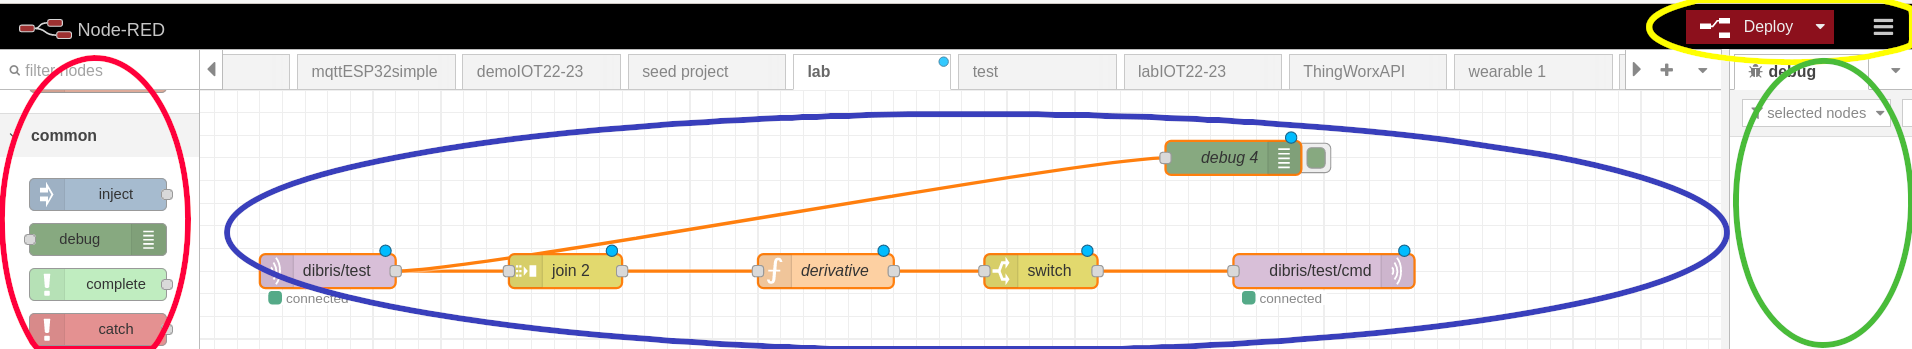 Node-RED
Deploy
filter nodes
mqttESP32simple
demoIOT22-23
seed project
lab
test
labIOT22-23
ThingWorxAPI
wearable 1
debug
selected nodes
common
inject
debug
complete
catch
debug 4
dibris/test
join 2
derivative
switch
dibris/test/cmd
connected
connected